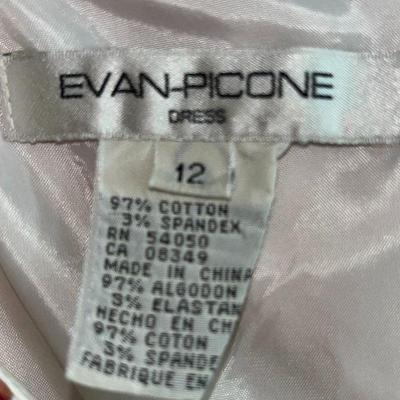 EVAN-PICONE
DRESS
12
97% COTTON
3% SPANDEX
RN 54050
CA 08349
MADE IN CHINA
97% ALGODON
3% ELASTAN
HECHO EN CH
97% COTON
3% SPANDE
FABRIQUE EN